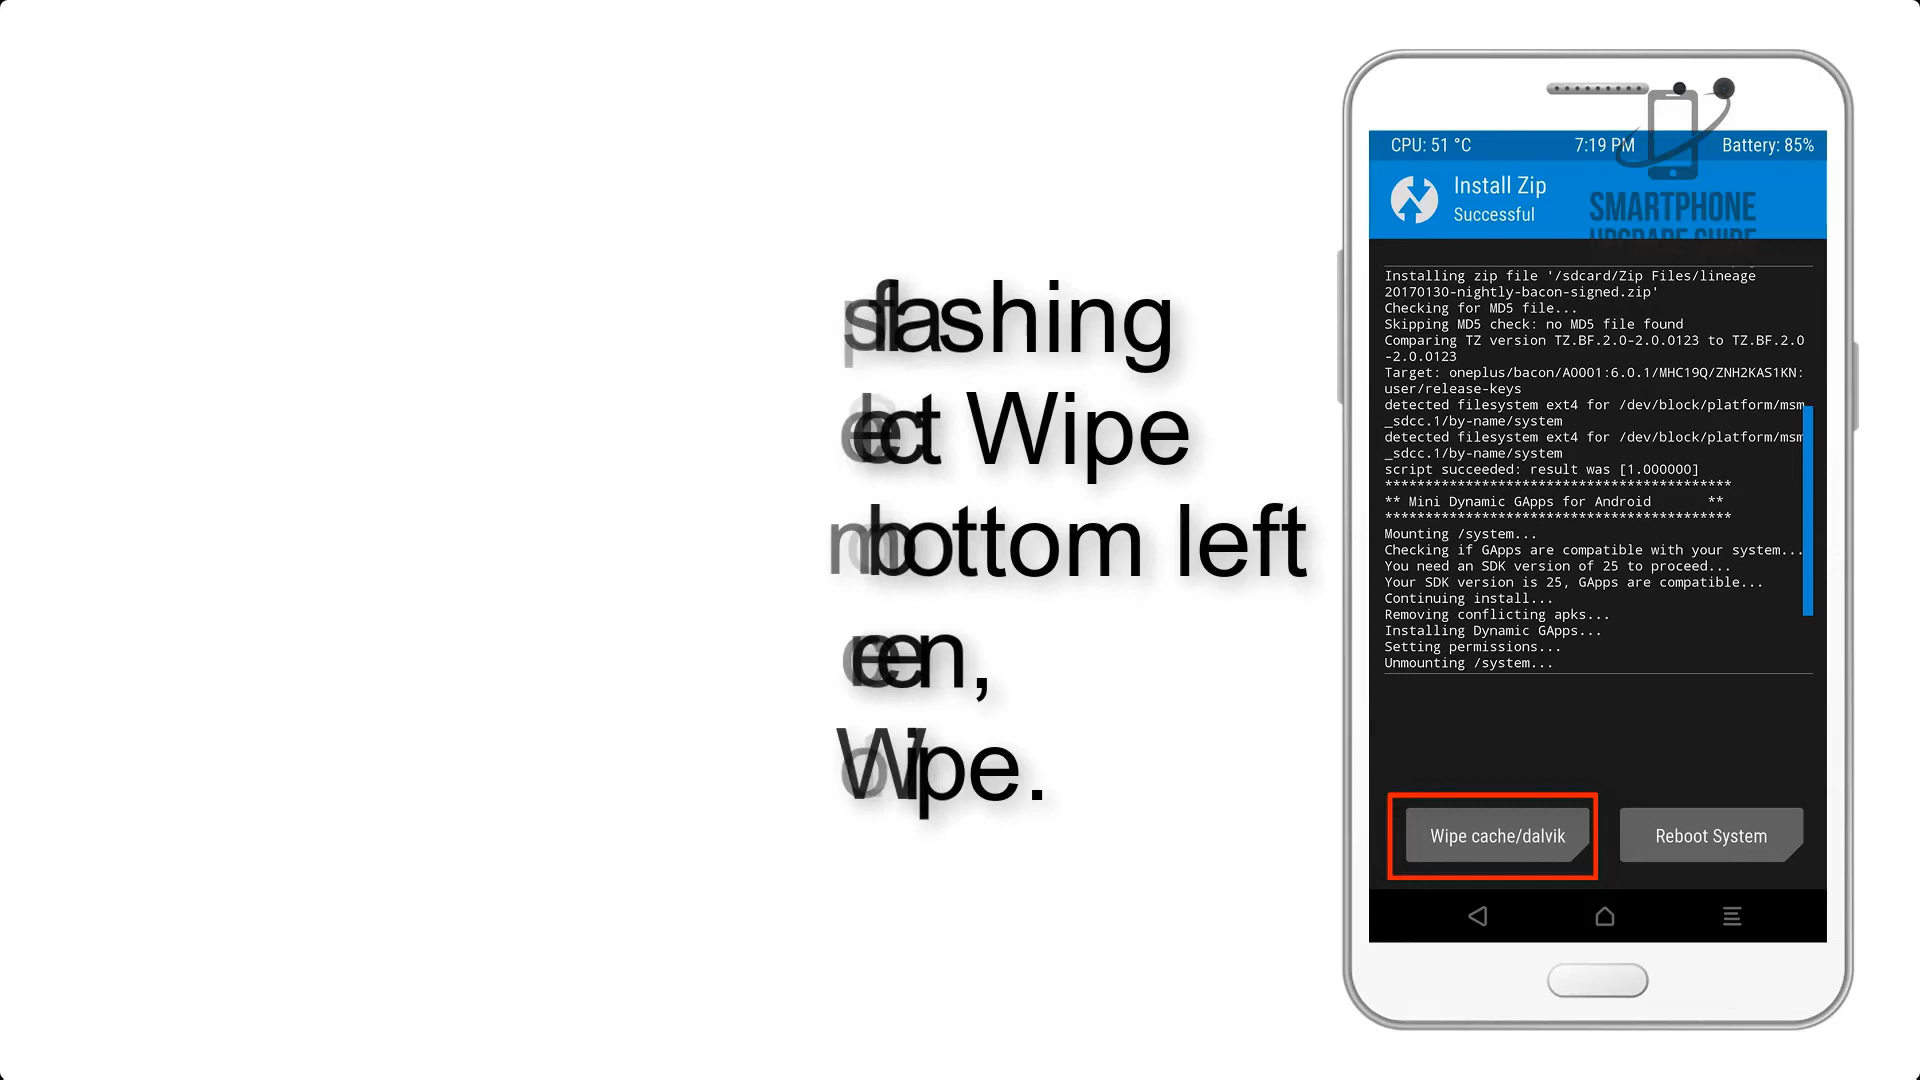 flashing
Wipe
bottom left
Wipe.
CPU: 51 °C 7:19 PM Battery: 85%
Install Zip
Successful
SMARTPHONE
UPGRADE GUIDE
Installing zip file '/sdcard/Zip Files/lineage
20170130-nightly-bacon-signed.zip'
Checking for MD5 file...
Skipping MD5 check: no MD5 file found
Comparing TZ version TZ.BF.2.0-2.0.0123 to TZ.BF.2.0
-2.0.0123
Target: oneplus/bacon/A0001:6.0.1/MHC19Q/ZNH2KAS1KN:
user/release-keys
detected filesystem ext4 for /dev/block/platform/msm
_sdcc.1/by-name/system
detected filesystem ext4 for /dev/block/platform/msm
_sdcc.1/by-name/system
script succeeded: result was [1.000000]
*******************************************
** Mini Dynamic GApps for Android **
*******************************************
Mounting /system...
Checking if GApps are compatible with your system...
You need an SDK version of 25 to proceed...
Your SDK version is 25, GApps are compatible...
Continuing install...
Removing conflicting apks...
Installing Dynamic GApps...
Setting permissions...
Unmounting /system...
Wipe cache/dalvik
Reboot System